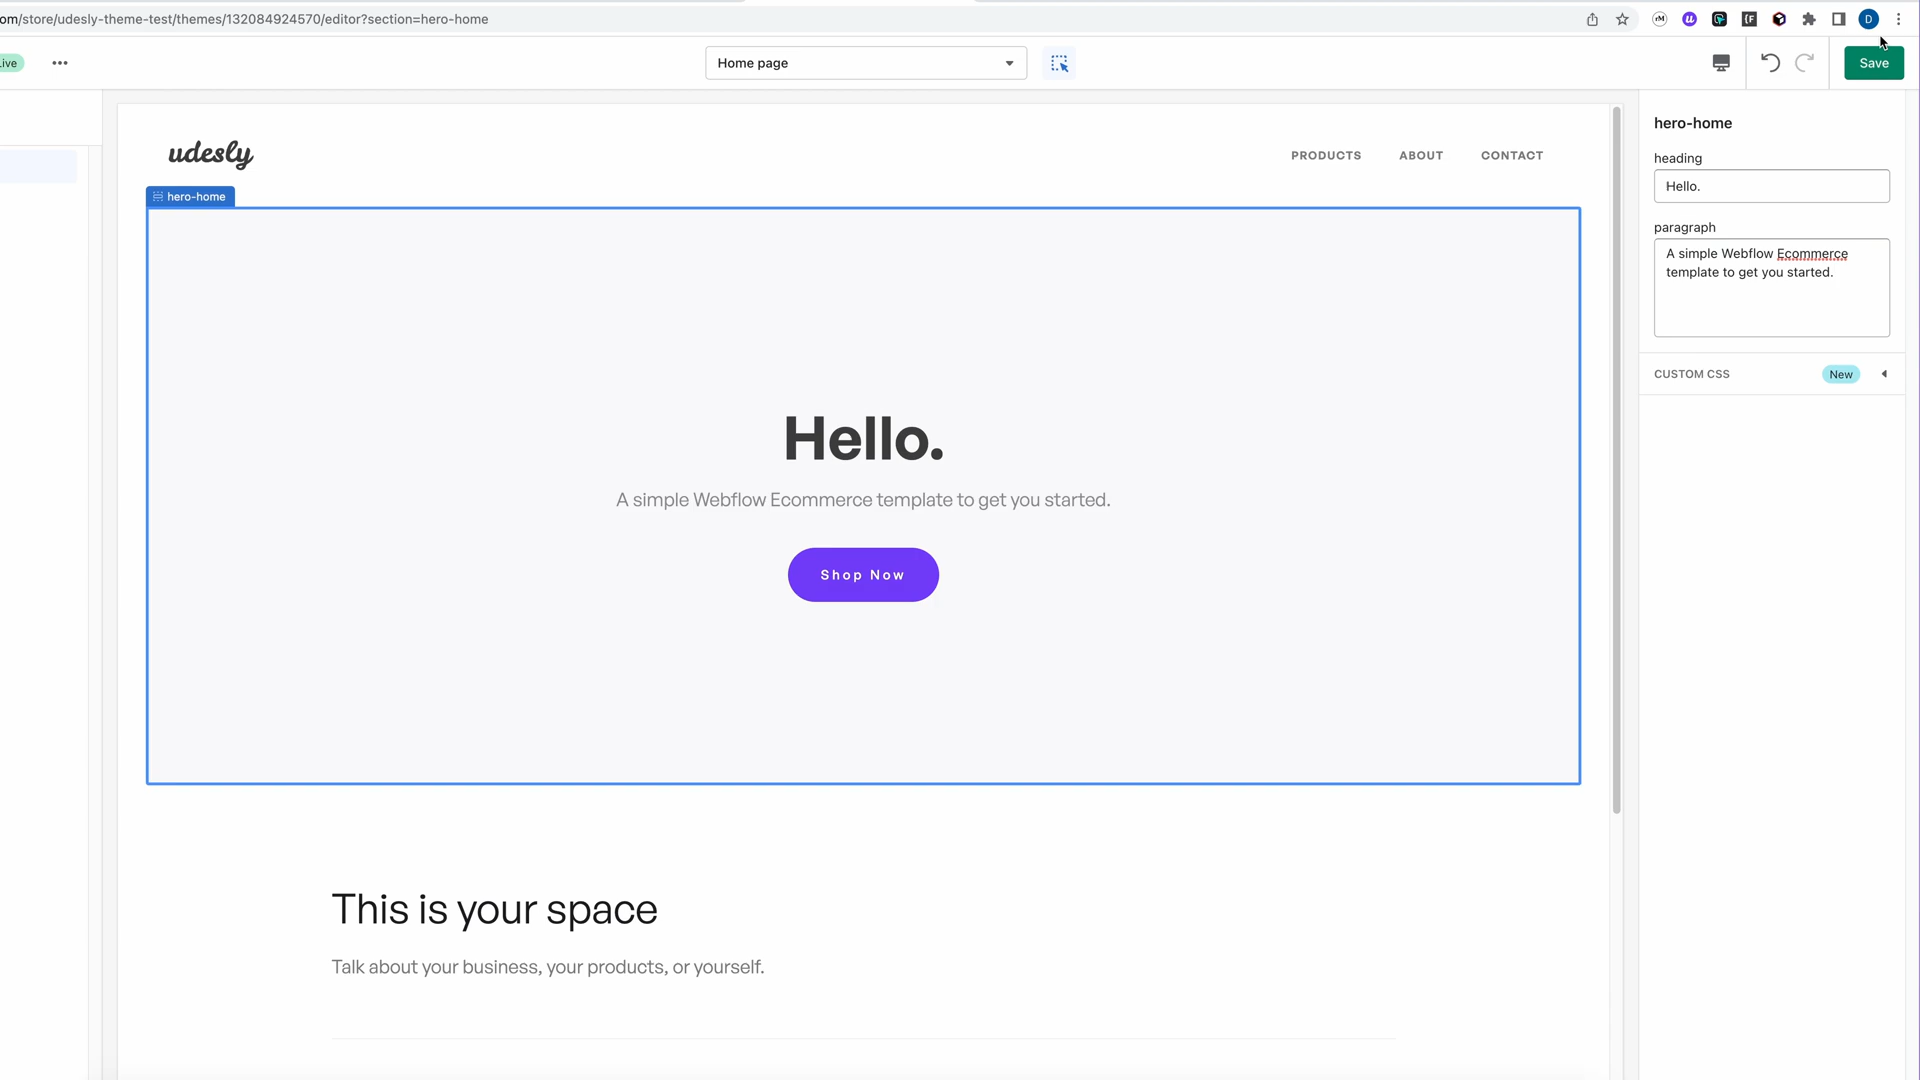 om/store/udesly-theme-test/themes/132084924570/editor?section=hero-home
D
ive
Home page
Save
udesly
PRODUCTS
ABOUT
CONTACT
hero-home
Hello.
A simple Webflow Ecommerce template to get you started.
Shop Now
This is your space
Talk about your business, your products, or yourself.
hero-home
heading
Hello.
paragraph
A simple Webflow Ecommerce
template to get you started.
CUSTOM CSS
New